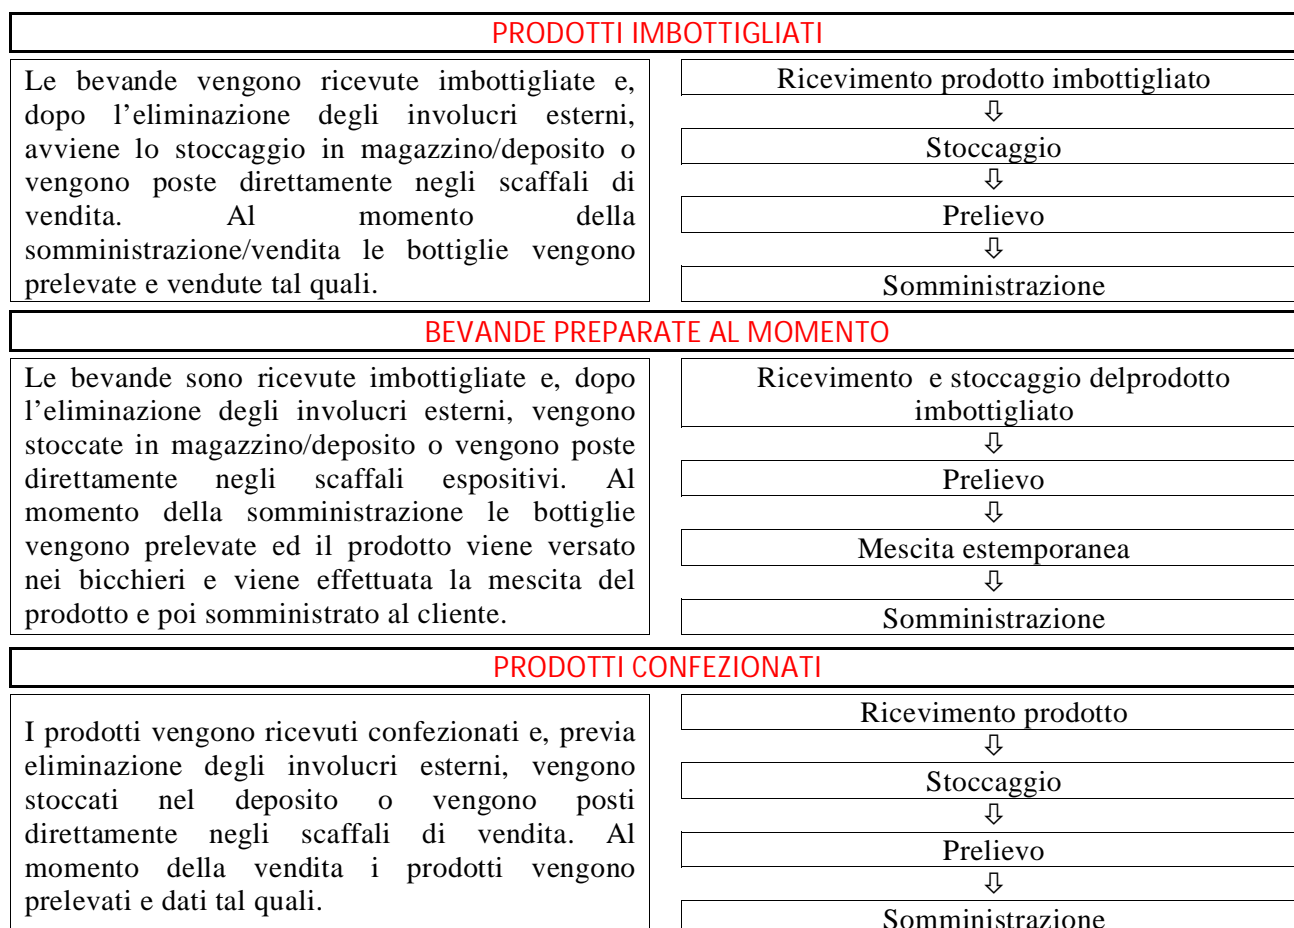 PRODOTTI IMBOTTIGLIATI
Le bevande vengono ricevute imbottigliate e,
dopo l'eliminazione degli involucri esterni,
avviene lo stoccaggio in magazzino/deposito o
vengono poste direttamente negli scaffali di
vendita. Al momento della
somministrazione/vendita le bottiglie vengono
prelevate e vendute tal quali.
Ricevimento prodotto imbottigliato
⇩
Stoccaggio
⇩
Prelievo
⇩
Somministrazione
BEVANDE PREPARATE AL MOMENTO
Le bevande sono ricevute imbottigliate e, dopo
l'eliminazione degli involucri esterni, vengono
stoccate in magazzino/deposito o vengono poste
direttamente negli scaffali espositivi. Al
momento della somministrazione le bottiglie
vengono prelevate ed il prodotto viene versato
nei bicchieri e viene effettuata la mescita del
prodotto e poi somministrato al cliente.
Ricevimento e stoccaggio delprodotto
imbottigliato
⇩
Prelievo
⇩
Mescita estemporanea
⇩
Somministrazione
PRODOTTI CONFEZIONATI
I prodotti vengono ricevuti confezionati e, previa
eliminazione degli involucri esterni, vengono
stoccati nel deposito o vengono posti
direttamente negli scaffali di vendita. Al
momento della vendita i prodotti vengono
prelevati e dati tal quali.
Ricevimento prodotto
⇩
Stoccaggio
⇩
Prelievo
⇩
Somministrazione